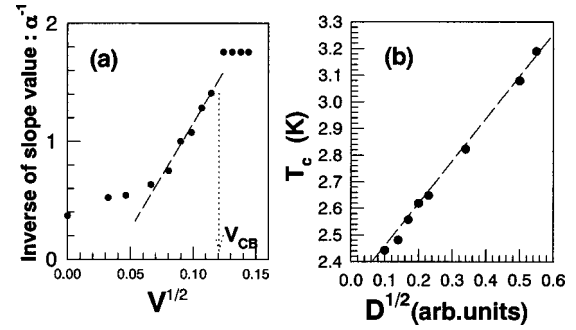 Inverse of slope value : α⁻¹
2
1
0
(a)
V_CB
0.00 0.05 0.10 0.15
V^1/2
T_c (K)
3.3
3.2
3.1
3.0
2.9
2.8
2.7
2.6
2.5
2.4
(b)
0.0 0.1 0.2 0.3 0.4 0.5 0.6
D^1/2 (arb.units)